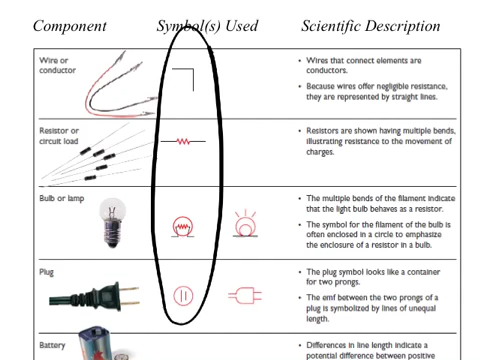 Component Symbol(s) Used Scientific Description
Wire or
conductor
• Wires that connect elements are
conductors.
• Because wires offer negligible resistance,
they are represented by straight lines.
Resistor or
circuit load
• Resistors are shown having multiple bends,
illustrating resistance to the movement of
charges.
Bulb or lamp
• The multiple bends of the filament indicate
that the light bulb behaves as a resistor.
• The symbol for the filament of the bulb is
often enclosed in a circle to emphasize
the enclosure of a resistor in a bulb.
Plug
• The plug symbol looks like a container
for two prongs.
• The emf between the two prongs of a
plug is symbolized by lines of unequal
length.
Battery
• Differences in line length indicate a
potential difference between positive